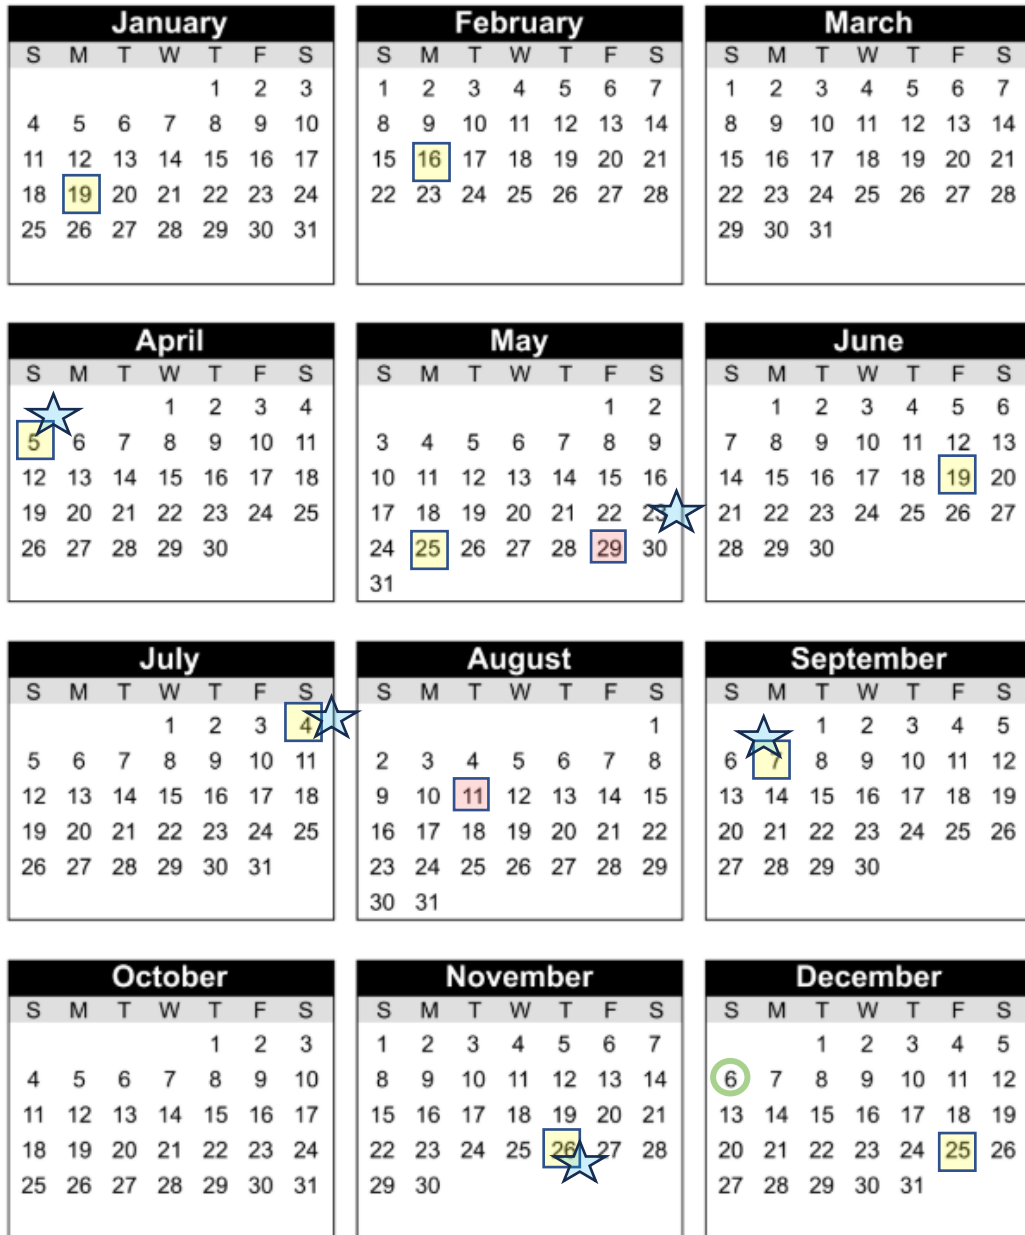 January
S M T W T F S
1 2 3
4 5 6 7 8 9 10
11 12 13 14 15 16 17
18 19 20 21 22 23 24
25 26 27 28 29 30 31
February
S M T W T F S
1 2 3 4 5 6 7
8 9 10 11 12 13 14
15 16 17 18 19 20 21
22 23 24 25 26 27 28
March
S M T W T F S
1 2 3 4 5 6 7
8 9 10 11 12 13 14
15 16 17 18 19 20 21
22 23 24 25 26 27 28
29 30 31
April
S M T W T F S
1 2 3 4
5 6 7 8 9 10 11
12 13 14 15 16 17 18
19 20 21 22 23 24 25
26 27 28 29 30
May
S M T W T F S
1 2
3 4 5 6 7 8 9
10 11 12 13 14 15 16
17 18 19 20 21 22 23
24 25 26 27 28 29 30
31
June
S M T W T F S
1 2 3 4 5 6
7 8 9 10 11 12 13
14 15 16 17 18 19 20
21 22 23 24 25 26 27
28 29 30
July
S M T W T F S
1 2 3 4
5 6 7 8 9 10 11
12 13 14 15 16 17 18
19 20 21 22 23 24 25
26 27 28 29 30 31
August
S M T W T F S
1
2 3 4 5 6 7 8
9 10 11 12 13 14 15
16 17 18 19 20 21 22
23 24 25 26 27 28 29
30 31
September
S M T W T F S
1 2 3 4 5
6 7 8 9 10 11 12
13 14 15 16 17 18 19
20 21 22 23 24 25 26
27 28 29 30
October
S M T W T F S
1 2 3
4 5 6 7 8 9 10
11 12 13 14 15 16 17
18 19 20 21 22 23 24
25 26 27 28 29 30 31
November
S M T W T F S
1 2 3 4 5 6 7
8 9 10 11 12 13 14
15 16 17 18 19 20 21
22 23 24 25 26 27 28
29 30
December
S M T W T F S
1 2 3 4 5
6 7 8 9 10 11 12
13 14 15 16 17 18 19
20 21 22 23 24 25 26
27 28 29 30 31